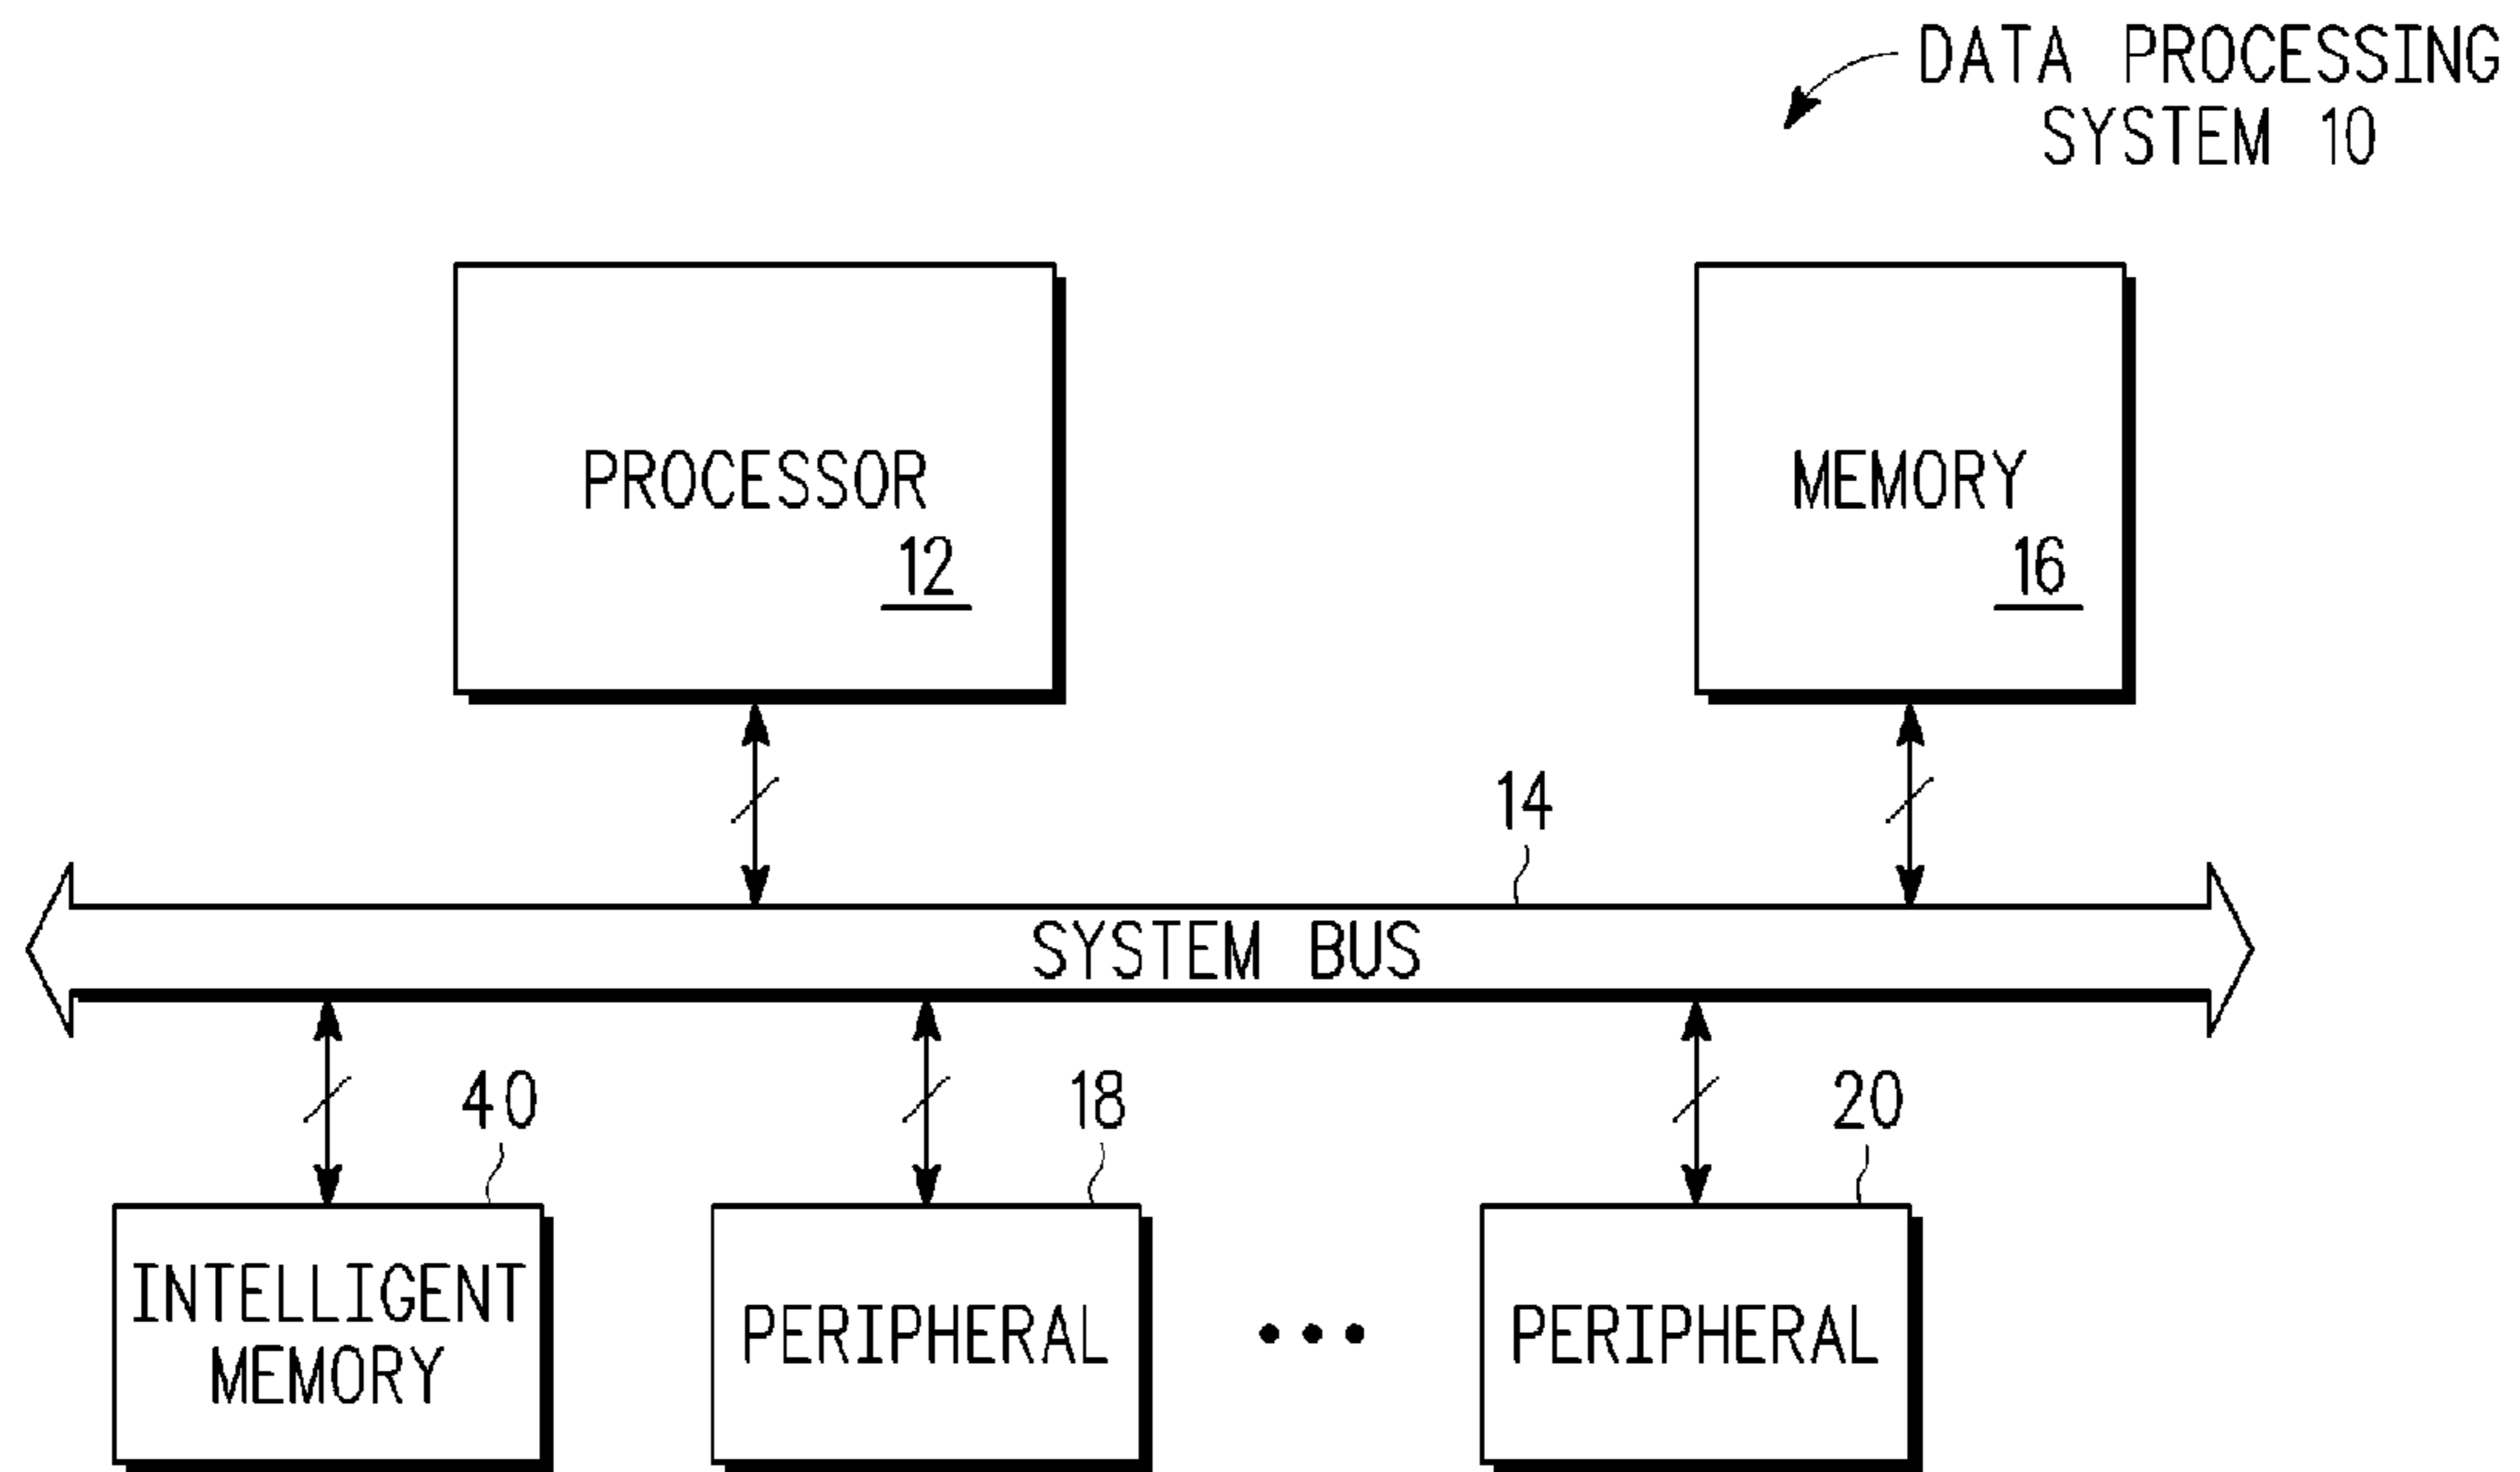 DATA PROCESSING
SYSTEM 10
PROCESSOR
12
MEMORY
16
14
SYSTEM BUS
40
18
20
INTELLIGENT
MEMORY
PERIPHERAL
•••
PERIPHERAL